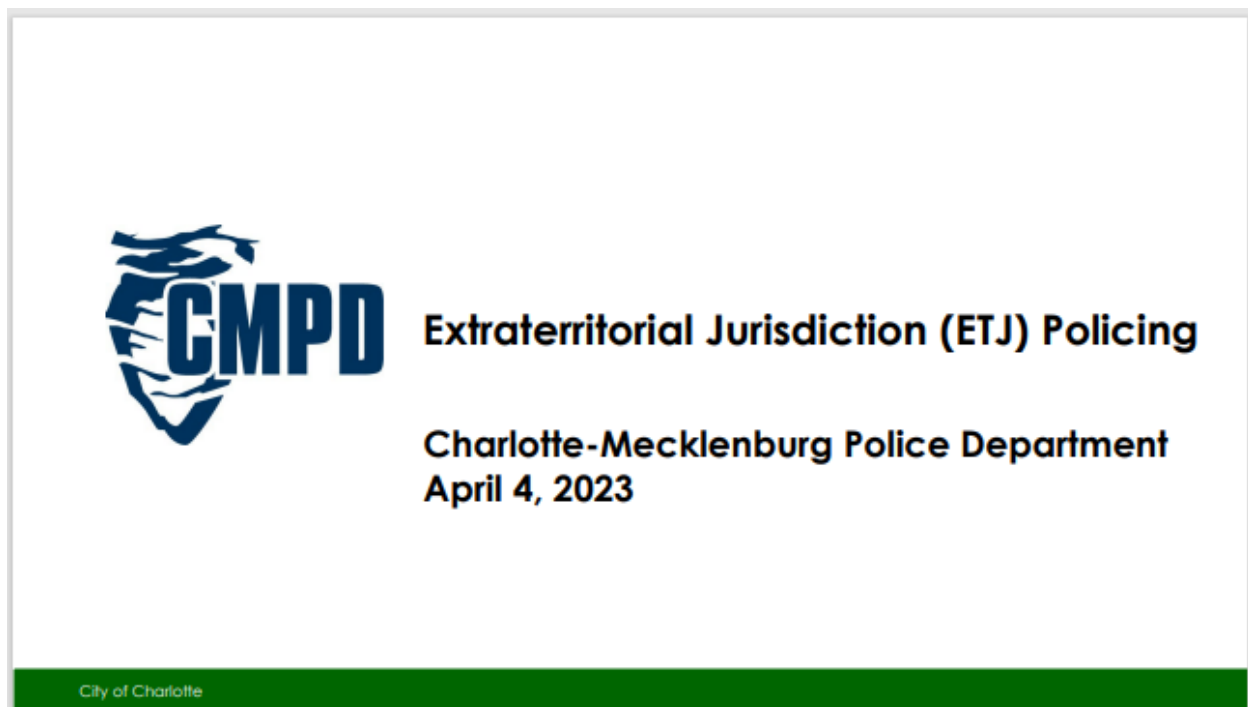 CMPD
Extraterritorial Jurisdiction (ETJ) Policing
Charlotte-Mecklenburg Police Department
April 4, 2023
City of Charlotte